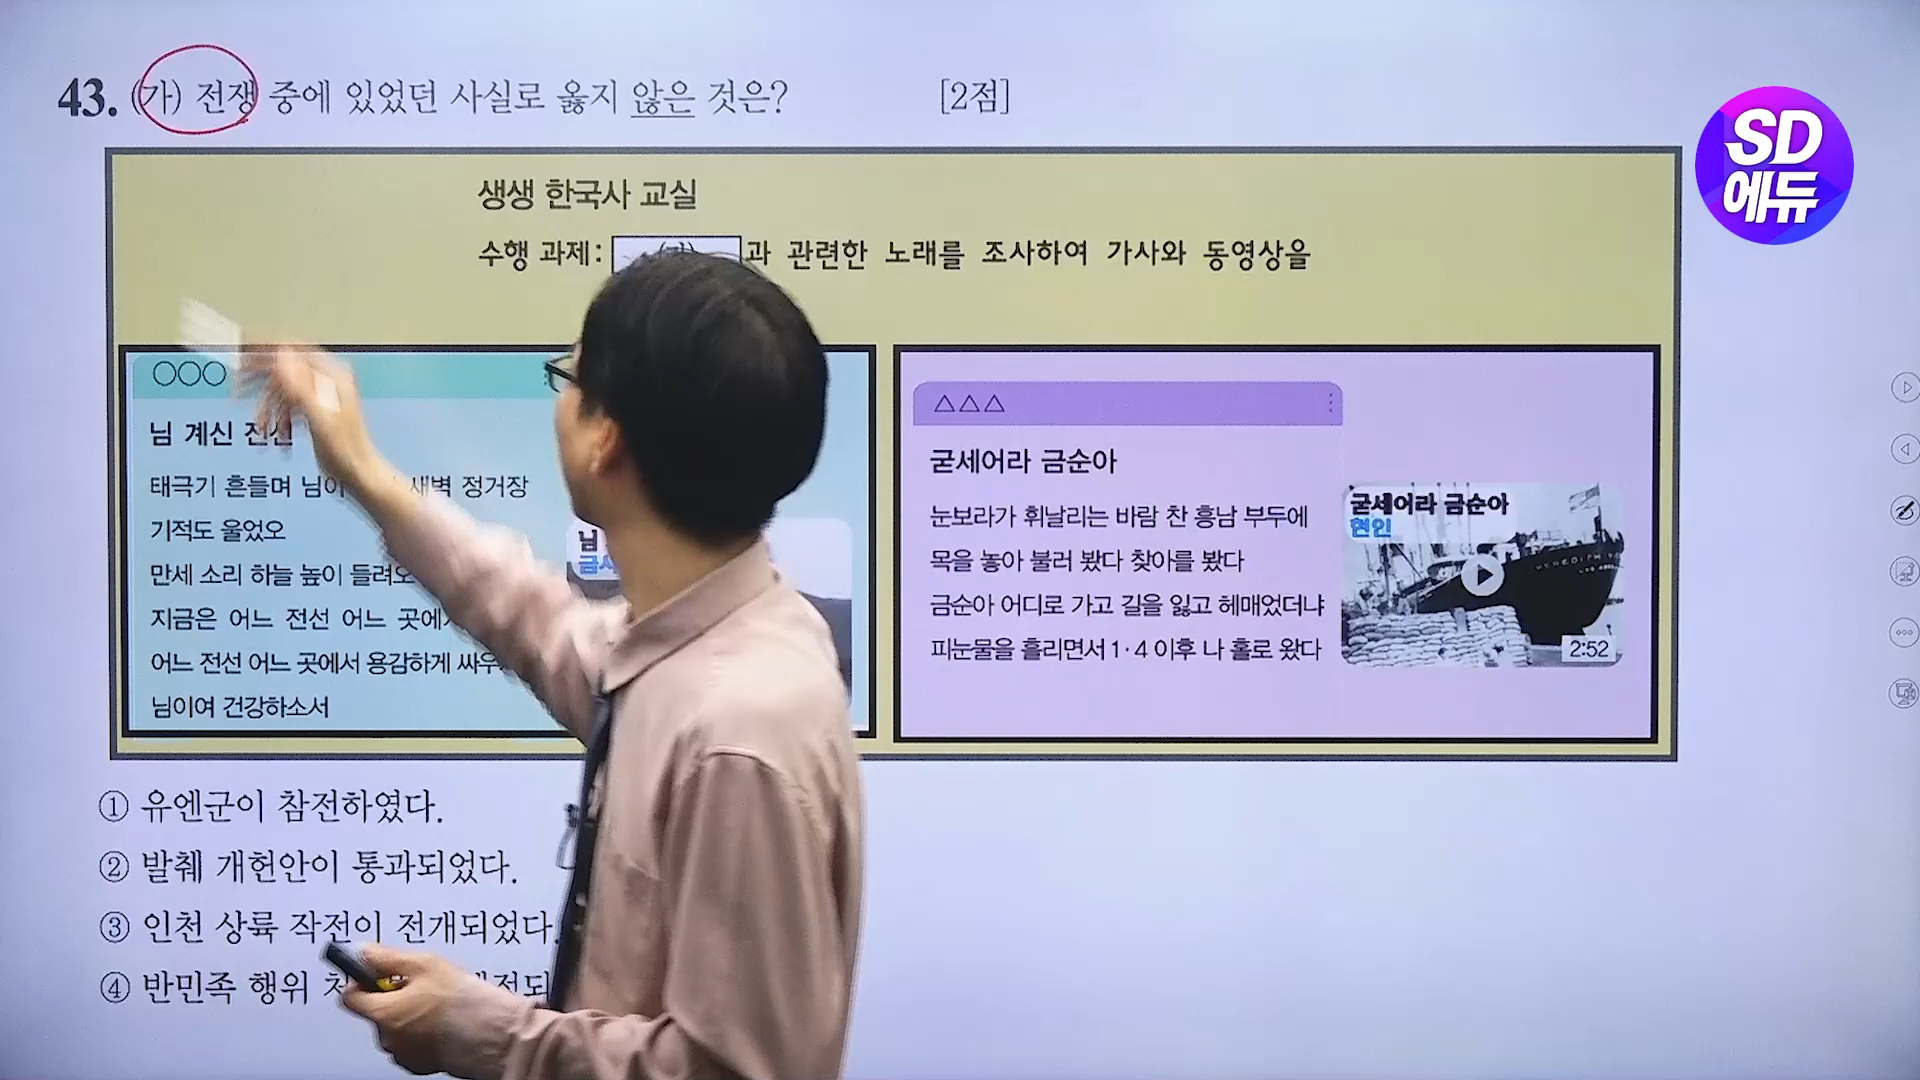 43. (가) 전쟁 중에 있었던 사실로 옳지 않은 것은? [2점]
SD
에듀
생생 한국사 교실
수행 과제: (가) 과 관련한 노래를 조사하여 가사와 동영상을
○○○
님 계신 전선
태극기 흔들며 새벽 정거장
기적도 울었오
만세 소리 하늘 높이
지금은 어느 전선 어느
어느 전선 어느 곳에서 용감하게
님이여 건강하소서
님
△△△
굳세어라 금순아
눈보라가 휘날리는 바람 찬 흥남 부두에
목을 놓아 불러 봤다 찾아를 봤다
금순아 어디로 가고 길을 잃고 헤매었더냐
피눈물을 흘리면서 1·4 이후 나 홀로 왔다
굳세어라 금순아
현인
2:52
① 유엔군이 참전하였다.
② 발췌 개헌안이 통과되었다.
③ 인천 상륙 작전이 전개되었다.
④ 반민족 행위